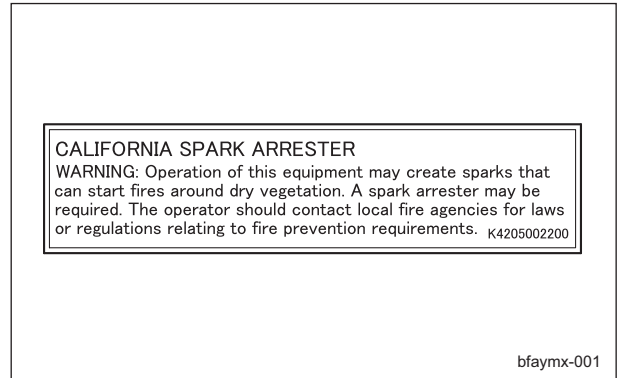 CALIFORNIA SPARK ARRESTER
WARNING: Operation of this equipment may create sparks that
can start fires around dry vegetation. A spark arrester may be
required. The operator should contact local fire agencies for laws
or regulations relating to fire prevention requirements. K4205002200
bfaymx-001